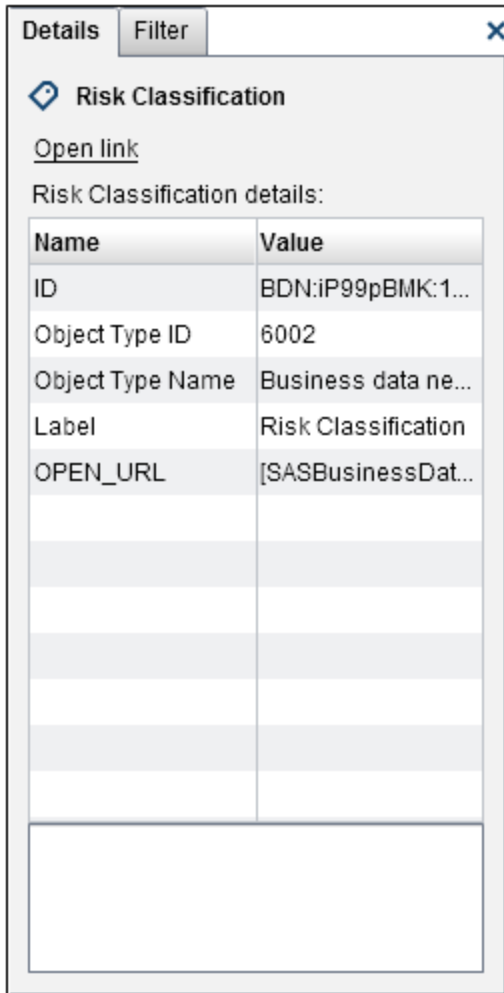 Details Filter
Risk Classification
Open link
Risk Classification details:
Name Value
ID BDN:iP99pBMK:1...
Object Type ID 6002
Object Type Name Business data ne...
Label Risk Classification
OPEN_URL [SASBusinessDat...